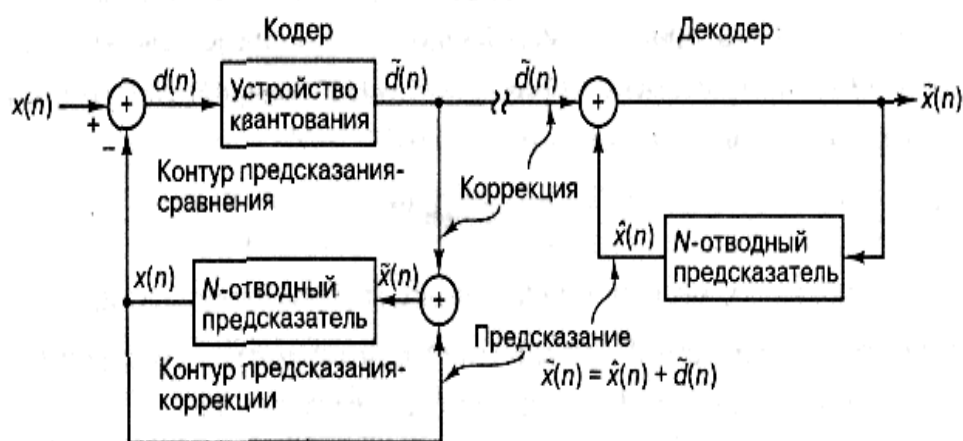 Кодер
Декодер
x(n)
+
+
−
d(n)
Устройство
квантования
d̃(n)
d̃(n)
+
x̃(n)
Контур предсказания-
сравнения
Коррекция
x(n)
N-отводный
предсказатель
x̃(n)
+
x̂(n)
N-отводный
предсказатель
Контур предсказания-
коррекции
Предсказание
x̃(n) = x̂(n) + d̃(n)